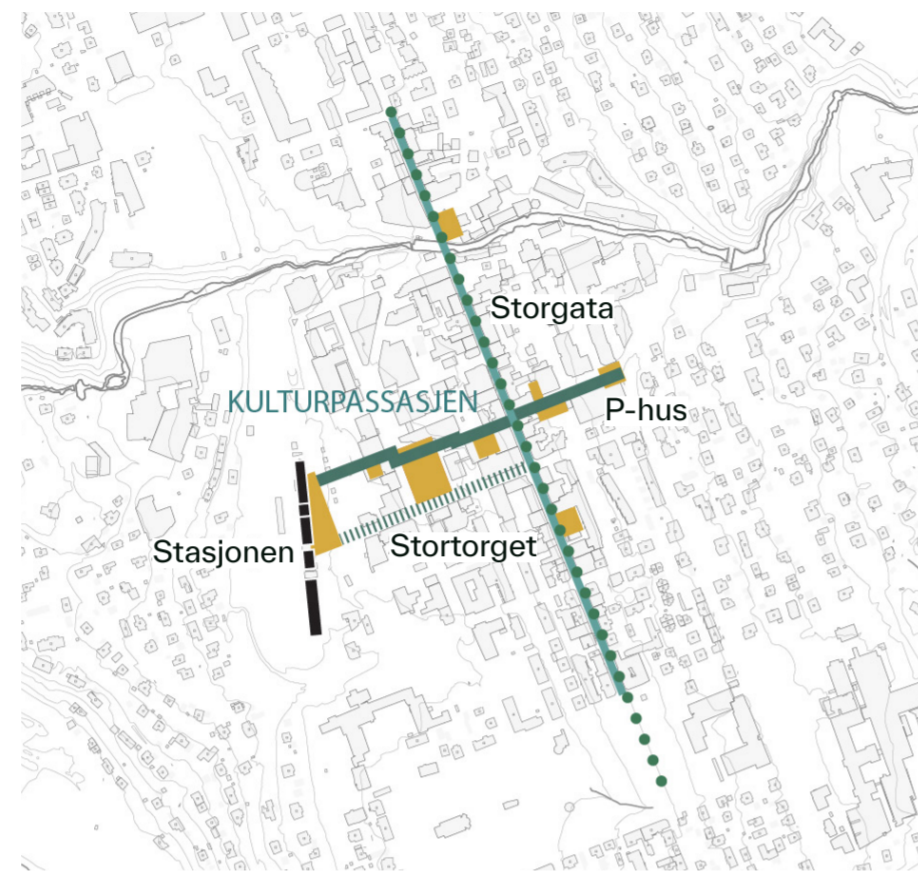 Storgata
KULTURPASSASJEN
P-hus
Stasjonen
Stortorget